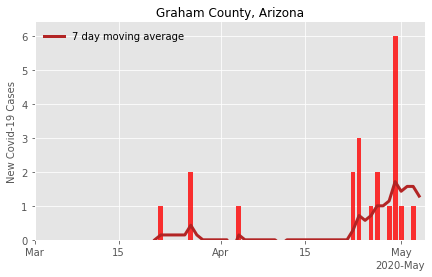 Graham County, Arizona
7 day moving average
New Covid-19 Cases
6
5
4
3
2
1
0
Mar 15 Apr 15 May
2020-May